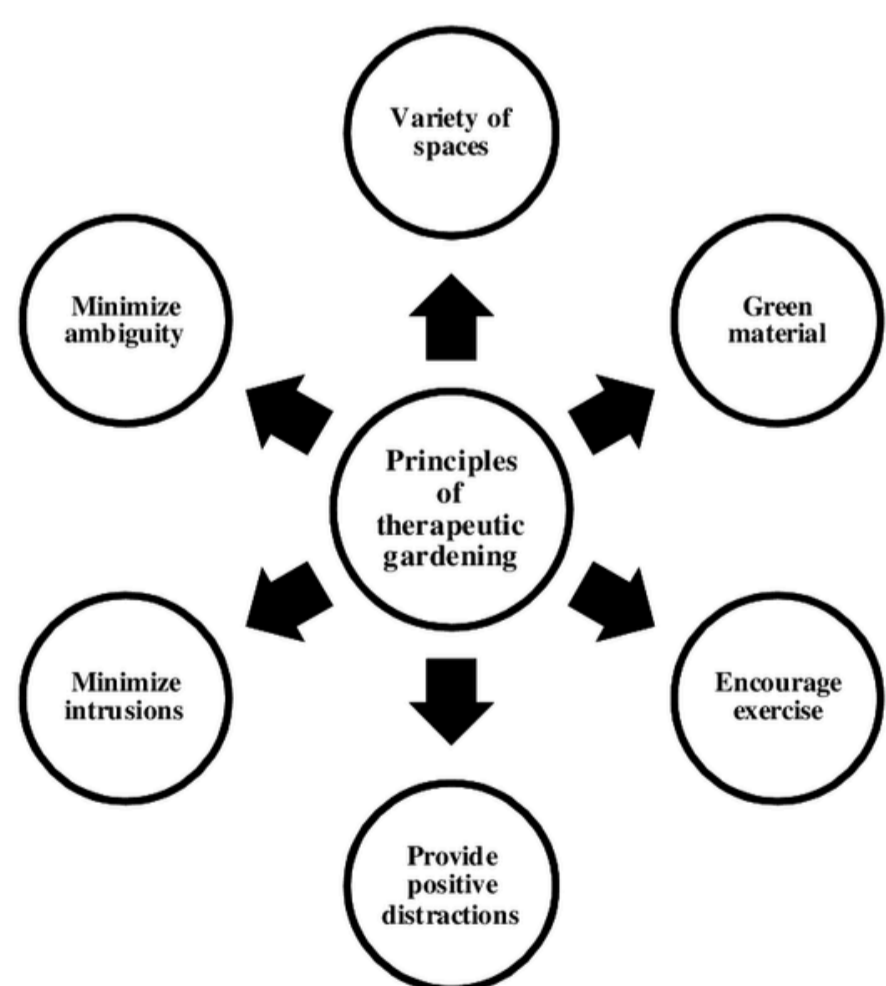 Variety of
spaces
Green
material
Encourage
exercise
Provide
positive
distractions
Minimize
intrusions
Minimize
ambiguity
Principles
of
therapeutic
gardening